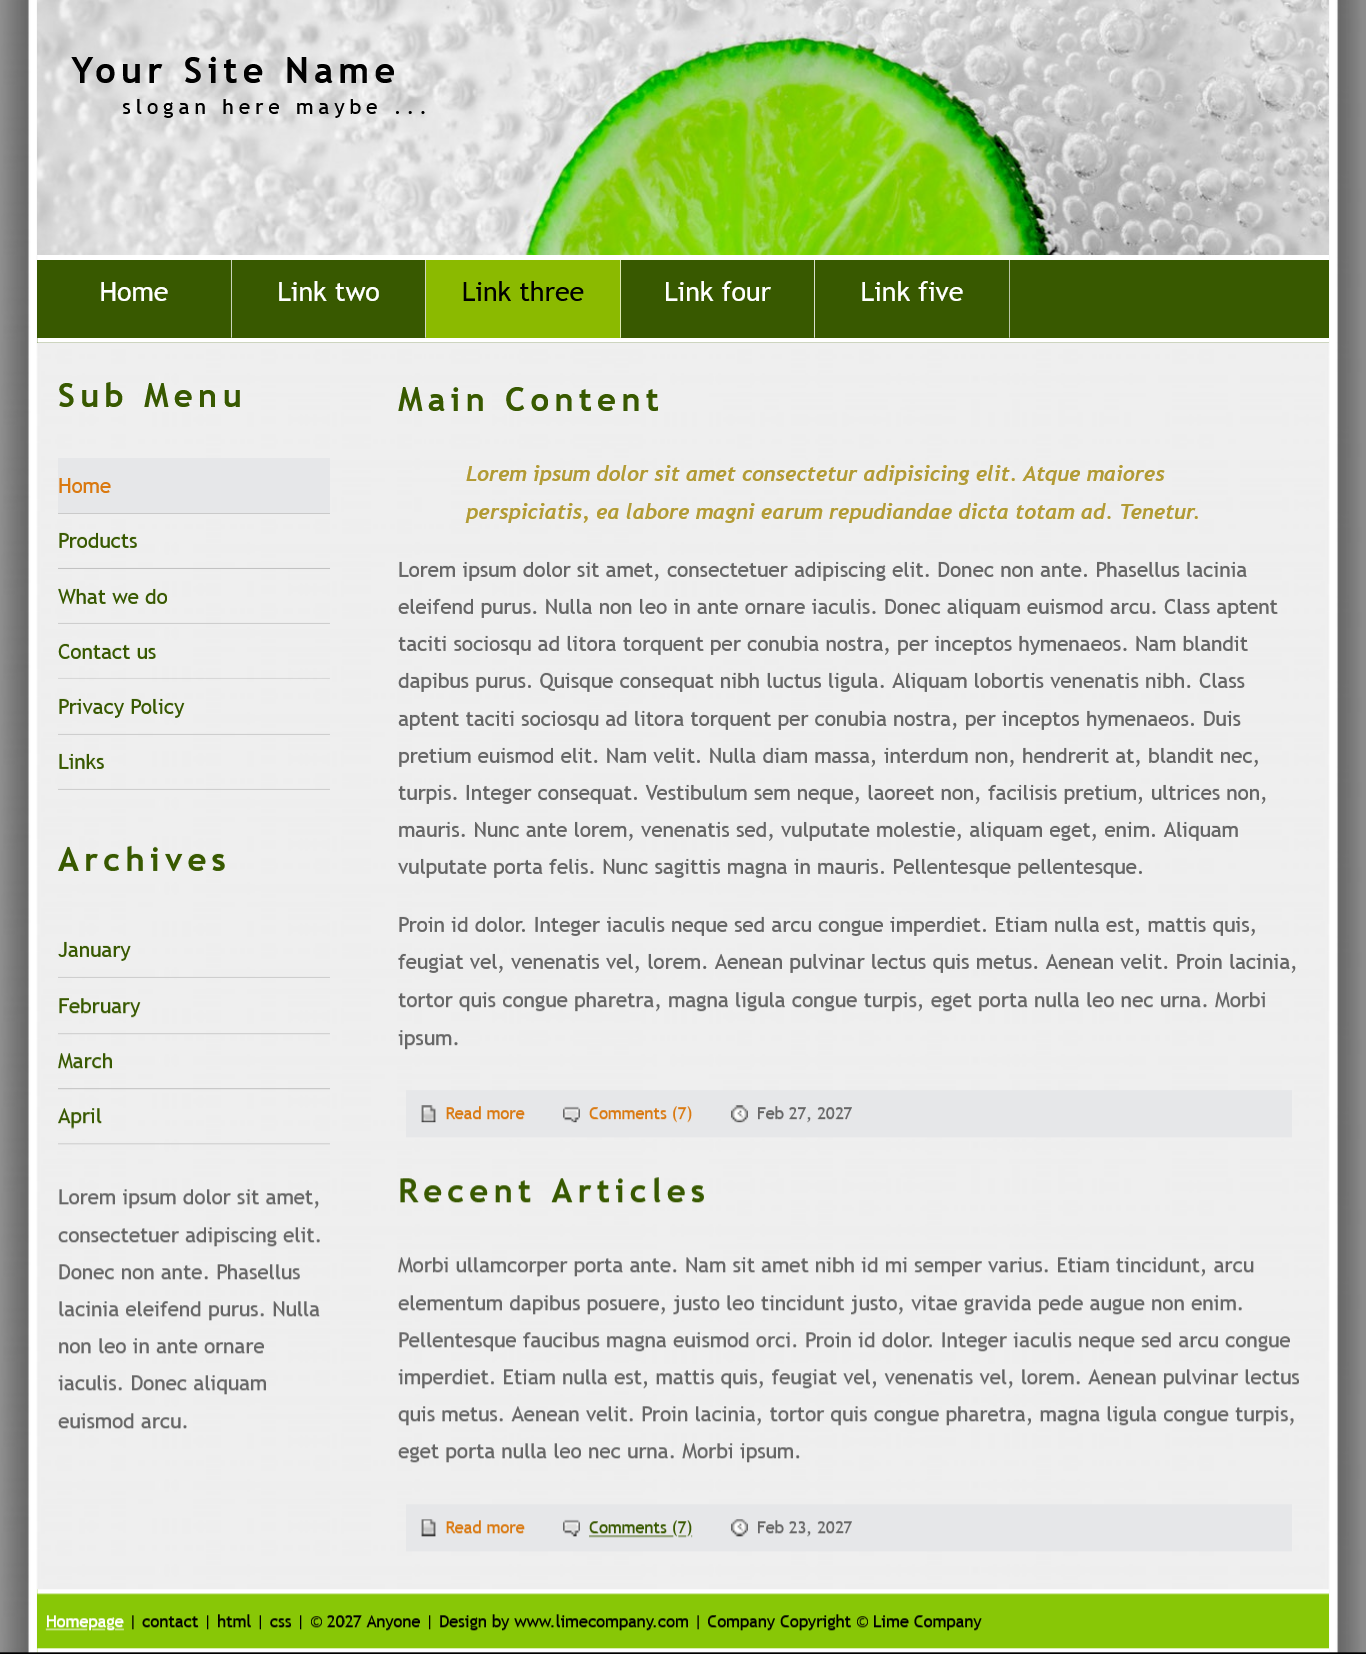 Your Site Name
slogan here maybe ...
Home
Link two
Link three
Link four
Link five
Sub Menu
Home
Products
What we do
Contact us
Privacy Policy
Links
Archives
January
February
March
April
Lorem ipsum dolor sit amet,
consectetuer adipiscing elit.
Donec non ante. Phasellus
lacinia eleifend purus. Nulla
non leo in ante ornare
iaculis. Donec aliquam
euismod arcu.
Main Content
Lorem ipsum dolor sit amet consectetur adipisicing elit. Atque maiores
perspiciatis, ea labore magni earum repudiandae dicta totam ad. Tenetur.
Lorem ipsum dolor sit amet, consectetuer adipiscing elit. Donec non ante. Phasellus lacinia
eleifend purus. Nulla non leo in ante ornare iaculis. Donec aliquam euismod arcu. Class aptent
taciti sociosqu ad litora torquent per conubia nostra, per inceptos hymenaeos. Nam blandit
dapibus purus. Quisque consequat nibh luctus ligula. Aliquam lobortis venenatis nibh. Class
aptent taciti sociosqu ad litora torquent per conubia nostra, per inceptos hymenaeos. Duis
pretium euismod elit. Nam velit. Nulla diam massa, interdum non, hendrerit at, blandit nec,
turpis. Integer consequat. Vestibulum sem neque, laoreet non, facilisis pretium, ultrices non,
mauris. Nunc ante lorem, venenatis sed, vulputate molestie, aliquam eget, enim. Aliquam
vulputate porta felis. Nunc sagittis magna in mauris. Pellentesque pellentesque.
Proin id dolor. Integer iaculis neque sed arcu congue imperdiet. Etiam nulla est, mattis quis,
feugiat vel, venenatis vel, lorem. Aenean pulvinar lectus quis metus. Aenean velit. Proin lacinia,
tortor quis congue pharetra, magna ligula congue turpis, eget porta nulla leo nec urna. Morbi
ipsum.
Read more Comments (7) Feb 27, 2027
Recent Articles
Morbi ullamcorper porta ante. Nam sit amet nibh id mi semper varius. Etiam tincidunt, arcu
elementum dapibus posuere, justo leo tincidunt justo, vitae gravida pede augue non enim.
Pellentesque faucibus magna euismod orci. Proin id dolor. Integer iaculis neque sed arcu congue
imperdiet. Etiam nulla est, mattis quis, feugiat vel, venenatis vel, lorem. Aenean pulvinar lectus
quis metus. Aenean velit. Proin lacinia, tortor quis congue pharetra, magna ligula congue turpis,
eget porta nulla leo nec urna. Morbi ipsum.
Read more Comments (7) Feb 23, 2027
Homepage | contact | html | css | © 2027 Anyone | Design by www.limecompany.com | Company Copyright © Lime Company